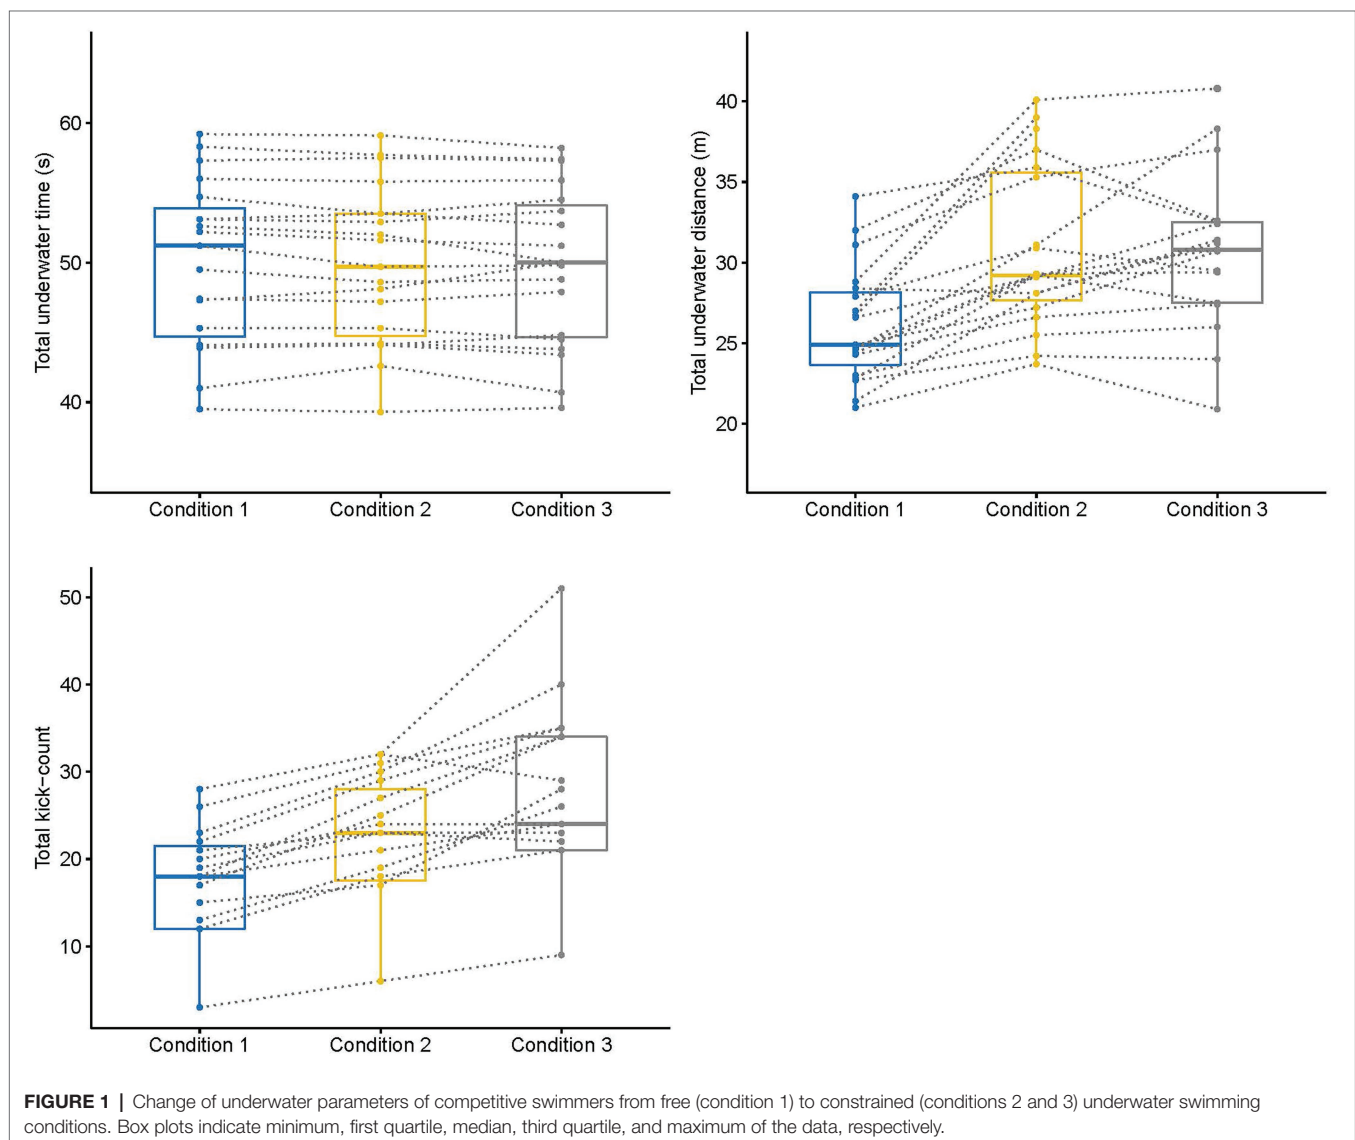 Total underwater time (s)
60
50
40
Condition 1
Condition 2
Condition 3
Total underwater distance (m)
40
35
30
25
20
Condition 1
Condition 2
Condition 3
Total kick−count
50
40
30
20
10
Condition 1
Condition 2
Condition 3
FIGURE 1 | Change of underwater parameters of competitive swimmers from free (condition 1) to constrained (conditions 2 and 3) underwater swimming
conditions. Box plots indicate minimum, first quartile, median, third quartile, and maximum of the data, respectively.